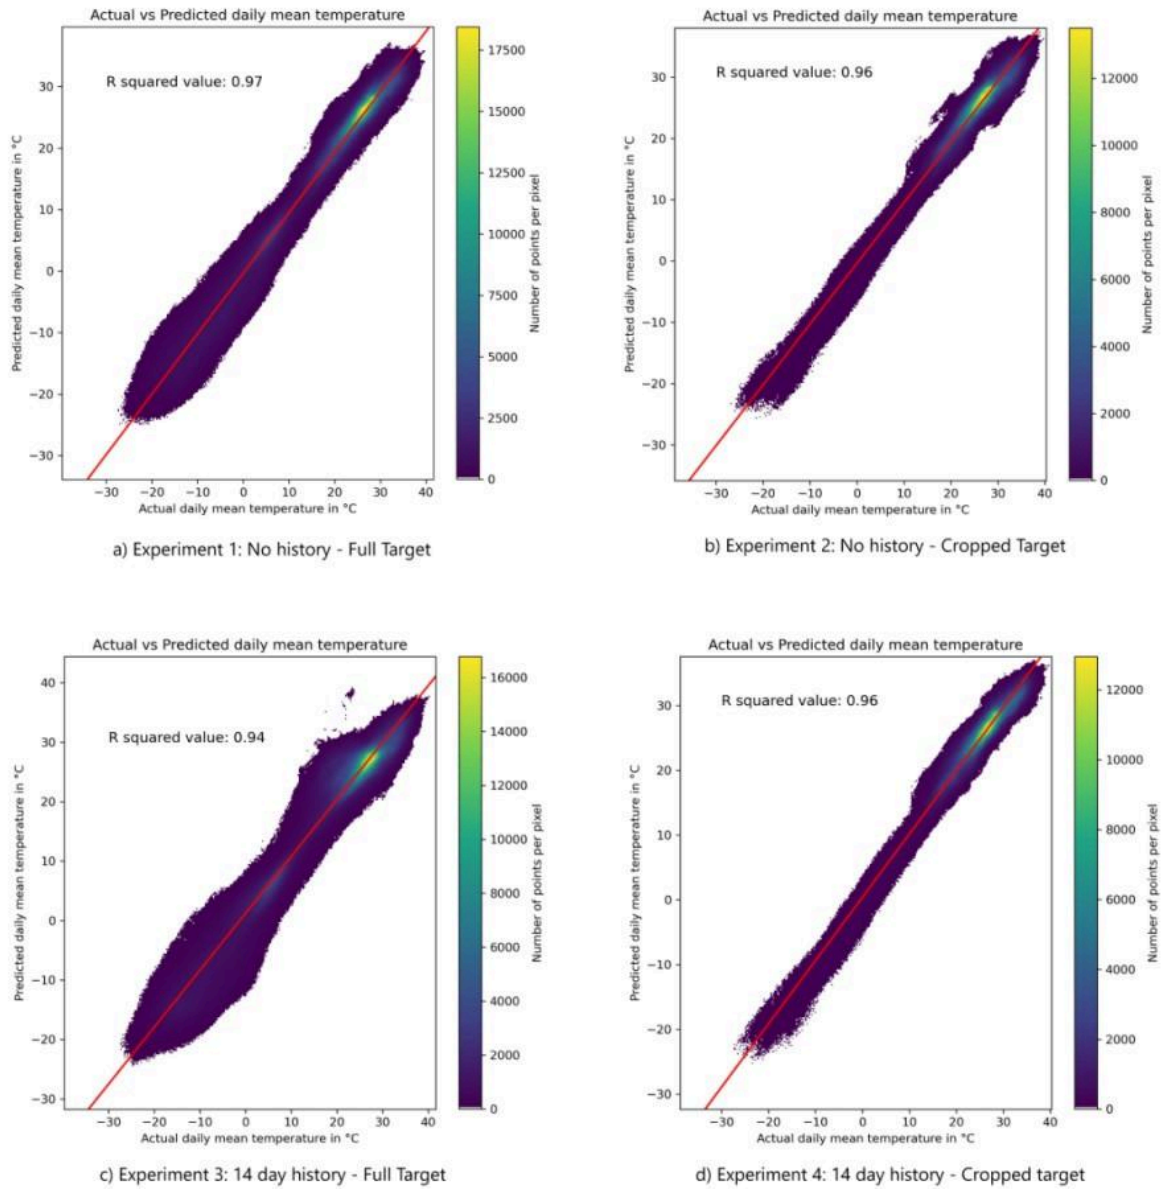 Actual vs Predicted daily mean temperature
R squared value: 0.97
Predicted daily mean temperature in °C
30
20
10
0
−10
−20
−30
−30 −20 −10 0 10 20 30 40
Actual daily mean temperature in °C
17500
15000
12500
10000
7500
5000
2500
0
Number of points per pixel
a) Experiment 1: No history - Full Target
Actual vs Predicted daily mean temperature
R squared value: 0.96
Predicted daily mean temperature in °C
30
20
10
0
−10
−20
−30
−30 −20 −10 0 10 20 30 40
Actual daily mean temperature in °C
12000
10000
8000
6000
4000
2000
0
Number of points per pixel
b) Experiment 2: No history - Cropped Target
Actual vs Predicted daily mean temperature
R squared value: 0.94
Predicted daily mean temperature in °C
40
30
20
10
0
−10
−20
−30
−30 −20 −10 0 10 20 30 40
Actual daily mean temperature in °C
16000
14000
12000
10000
8000
6000
4000
2000
0
Number of points per pixel
c) Experiment 3: 14 day history - Full Target
Actual vs Predicted daily mean temperature
R squared value: 0.96
Predicted daily mean temperature in °C
30
20
10
0
−10
−20
−30
−30 −20 −10 0 10 20 30 40
Actual daily mean temperature in °C
12000
10000
8000
6000
4000
2000
0
Number of points per pixel
d) Experiment 4: 14 day history - Cropped target